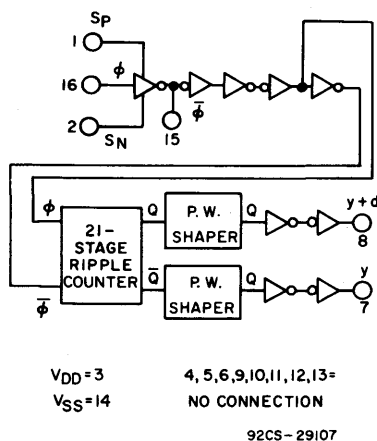 SP
1
16 φ
2
SN
15
φ̄
φ
φ̄
21-
STAGE
RIPPLE
COUNTER
Q
P. W.
SHAPER
Q
y + d
8
Q̄
P. W.
SHAPER
Q
y
7
VDD = 3
VSS = 14
4, 5, 6, 9, 10, 11, 12, 13 =
NO CONNECTION
92CS-29107